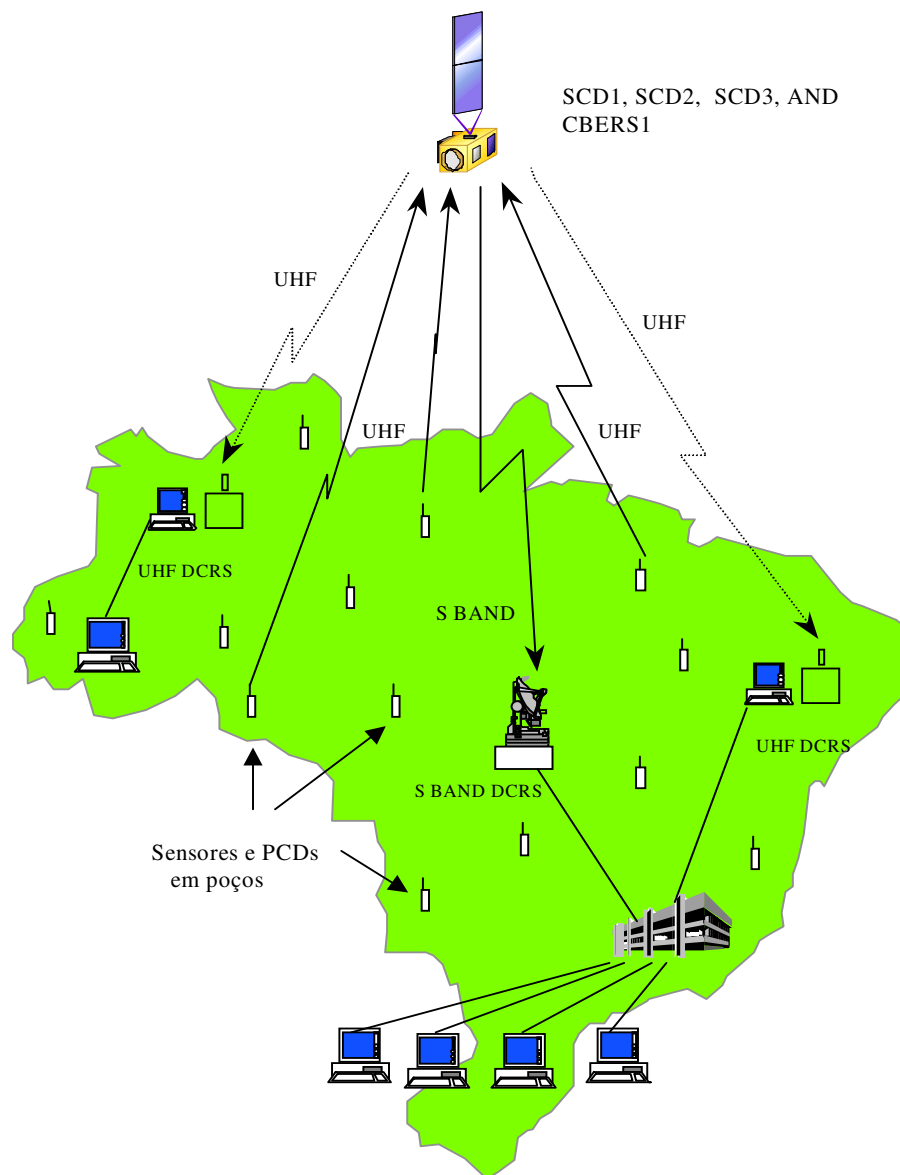 SCD1, SCD2, SCD3, AND
CBERS1
UHF
UHF
UHF
UHF
UHF DCRS
S BAND
UHF DCRS
S BAND DCRS
Sensores e PCDs
em poços